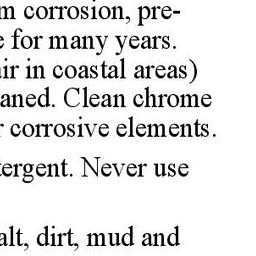 m corrosion, pre-
e for many years.
ir in coastal areas)
aned. Clean chrome
r corrosive elements.
tergent. Never use
alt, dirt, mud and